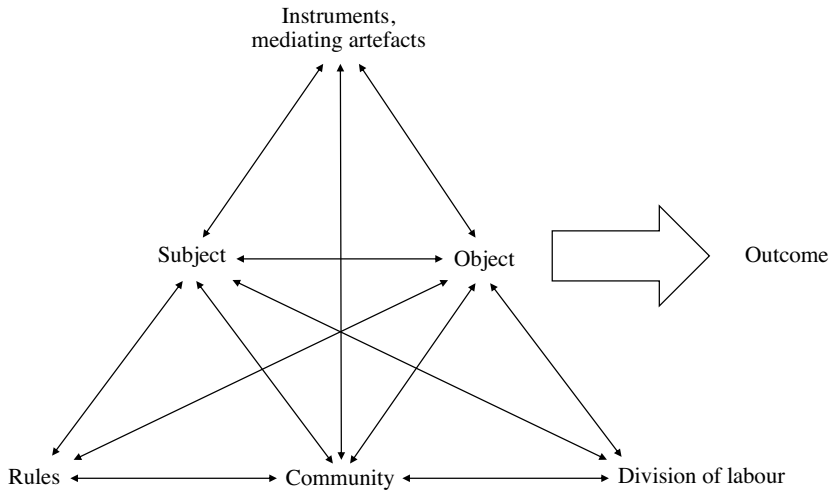 Instruments,
mediating artefacts
Subject
Object
Outcome
Rules
Community
Division of labour